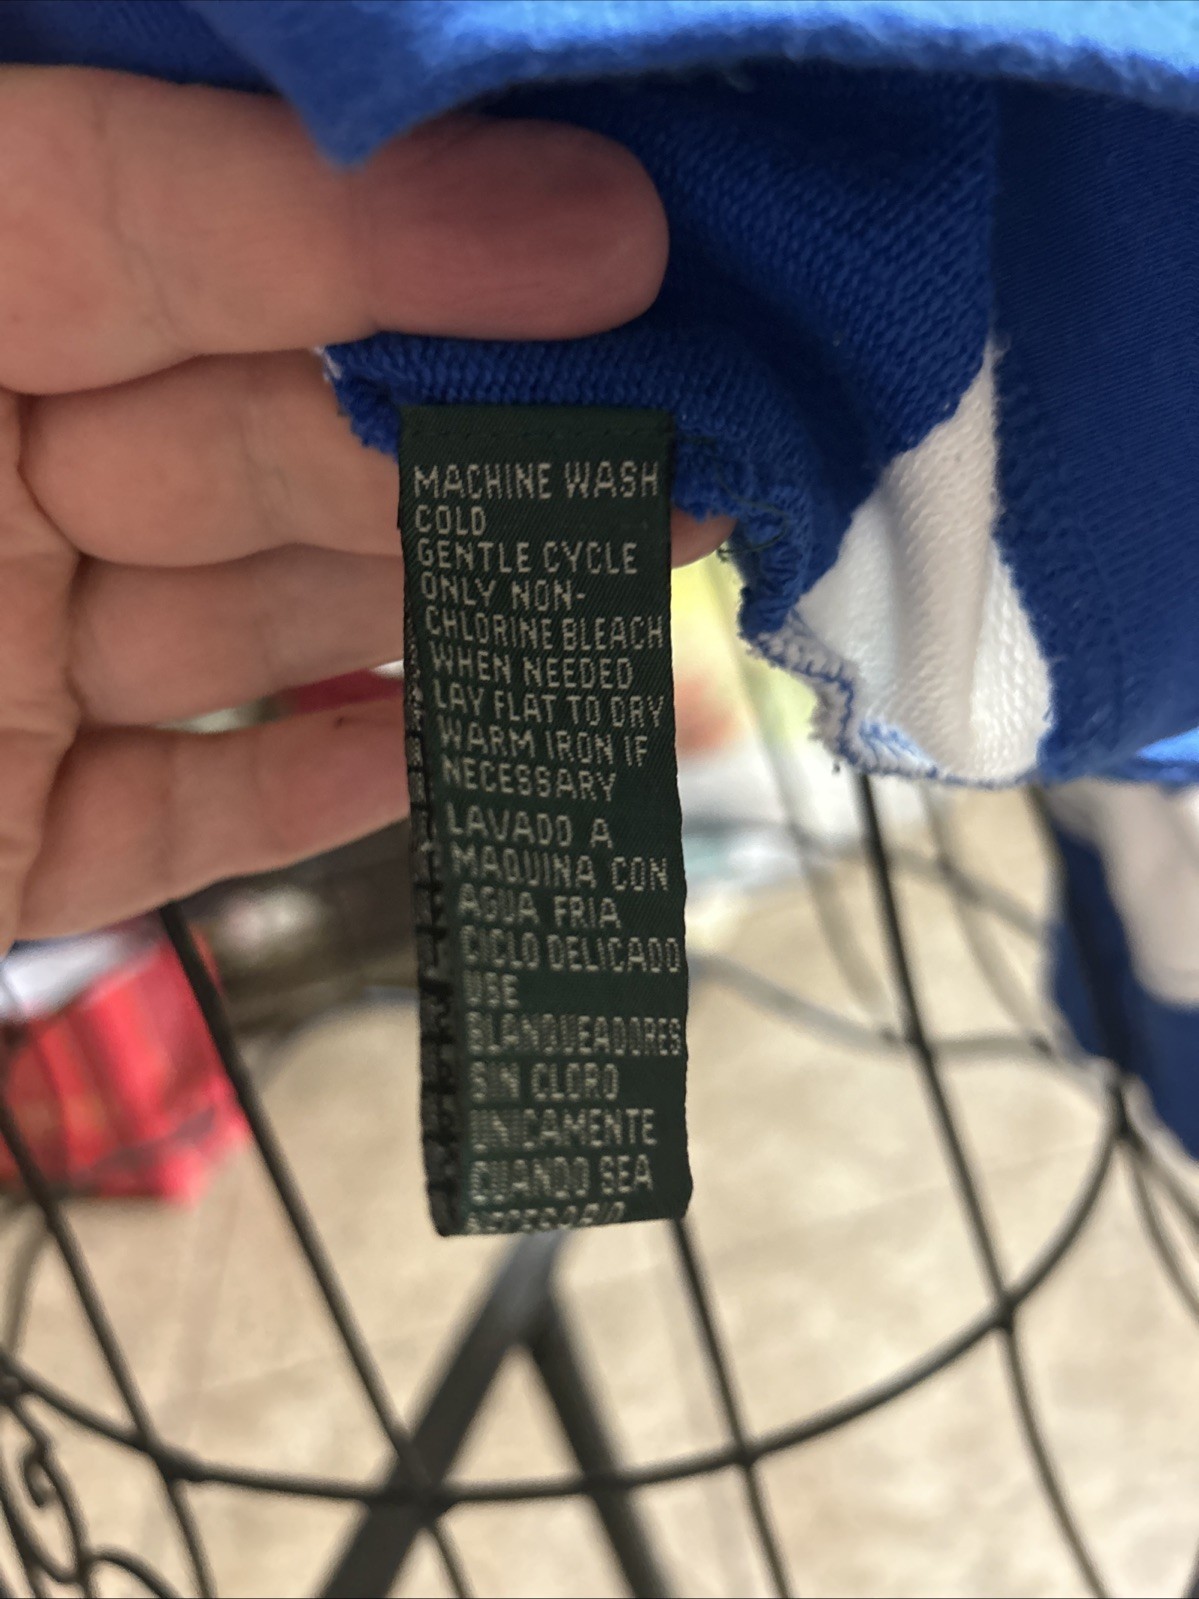 MACHINE WASH
COLD
GENTLE CYCLE
ONLY NON-
CHLORINE BLEACH
WHEN NEEDED
LAY FLAT TO DRY
WARM IRON IF
NECESSARY
LAVADO A
MAQUINA CON
AGUA FRIA
CICLO DELICADO
USE
BLANQUEADORES
SIN CLORO
UNICAMENTE
CUANDO SEA
NECESARIO